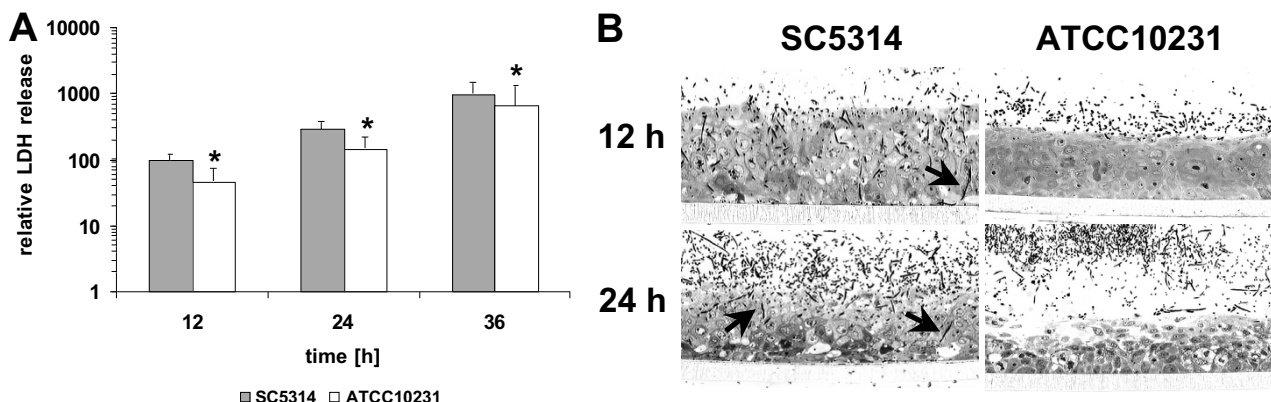 A
relative LDH release
10000
1000
100
10
1
*
*
*
12
24
36
time [h]
SC5314
ATCC10231
B
SC5314
ATCC10231
12 h
24 h